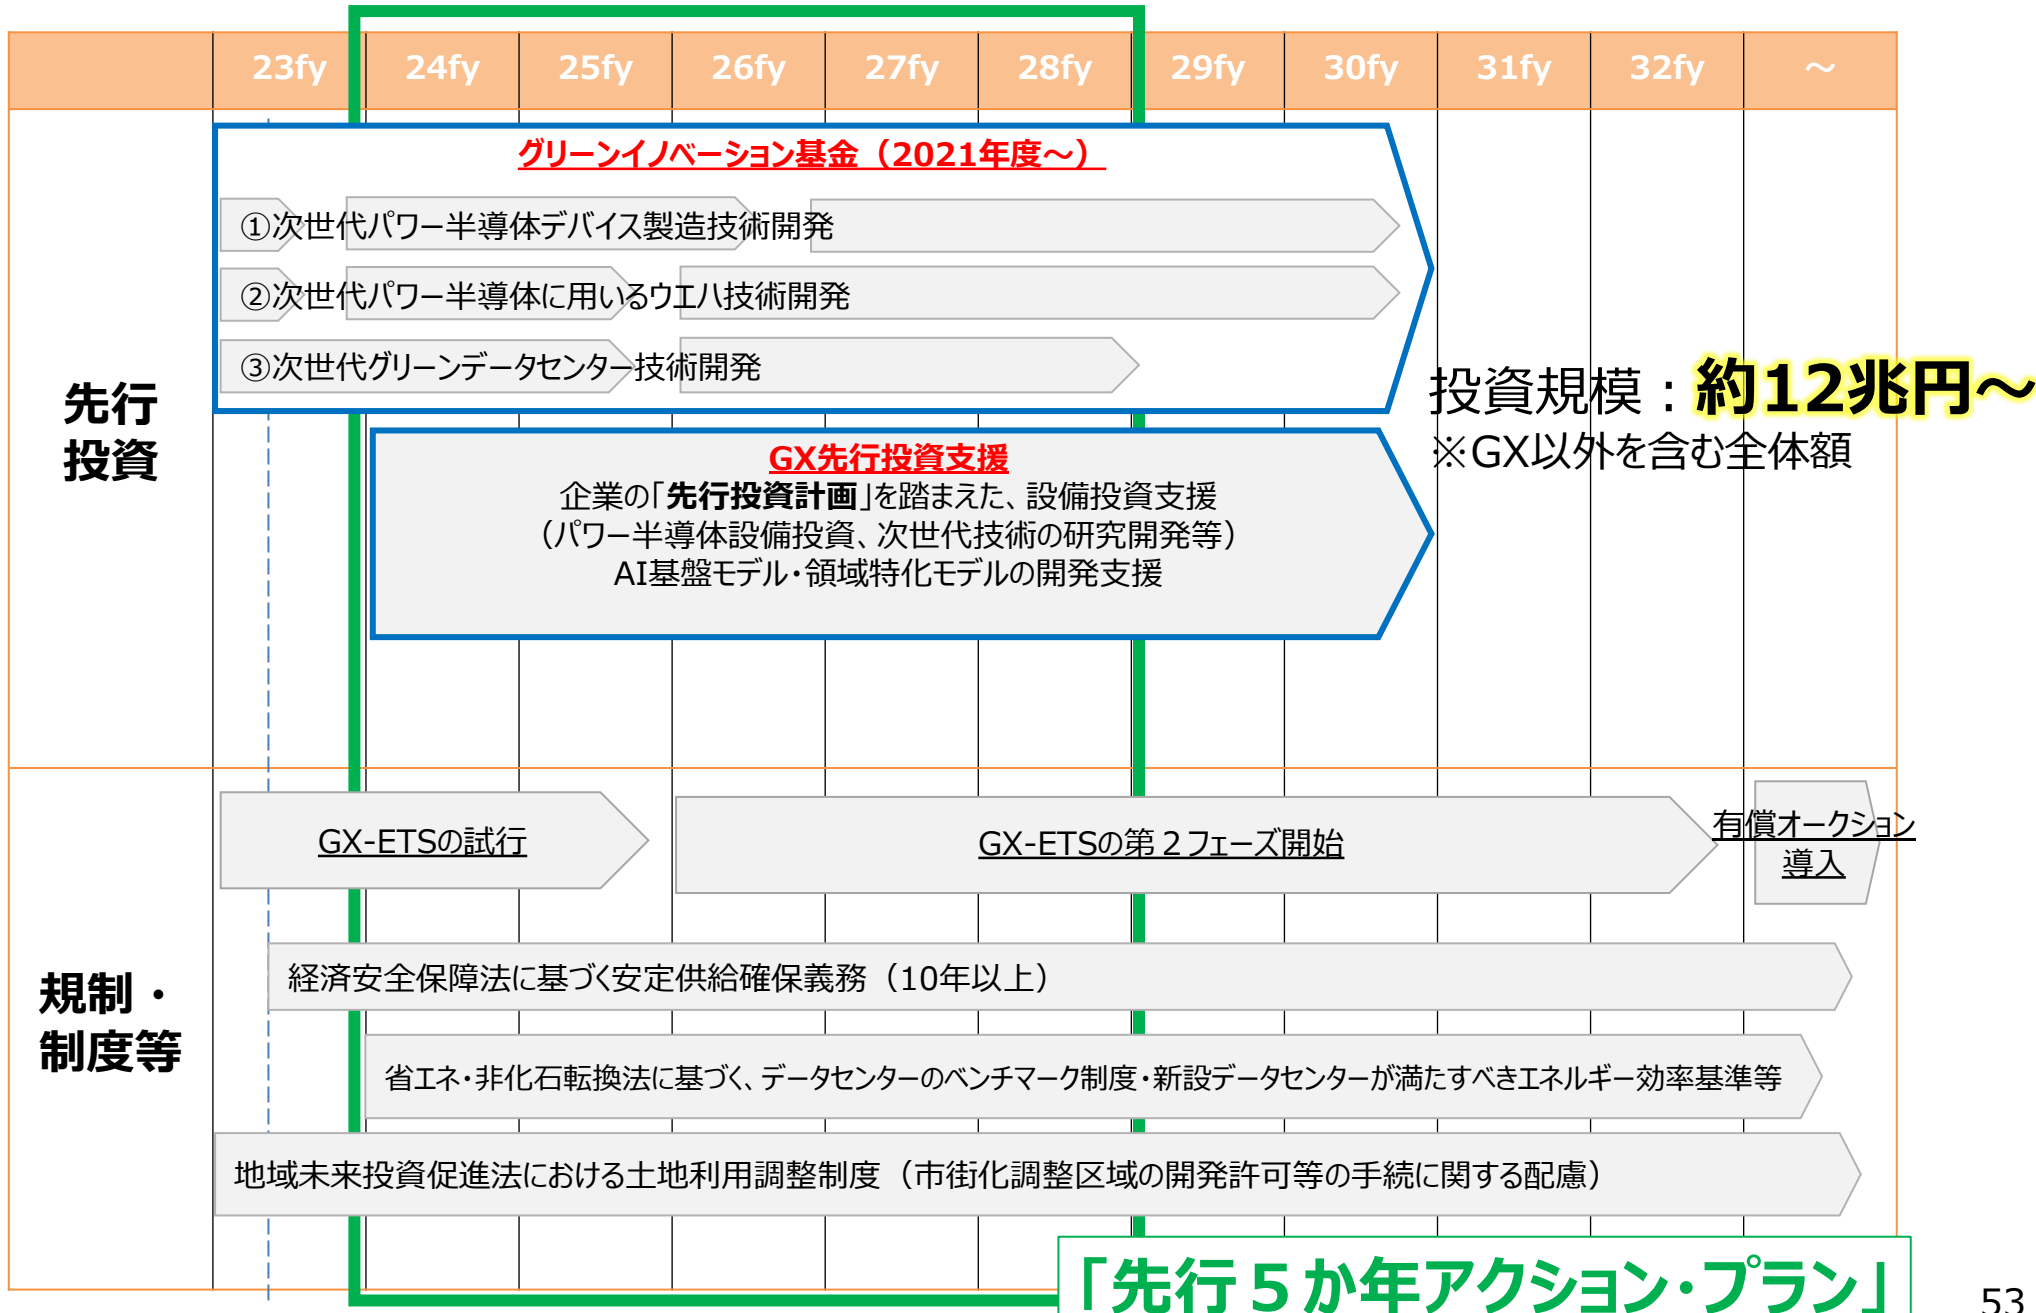 23fy 24fy 25fy 26fy 27fy 28fy 29fy 30fy 31fy 32fy ～
先行
投資
グリーンイノベーション基金（2021年度～）
①次世代パワー半導体デバイス製造技術開発
②次世代パワー半導体に用いるウエハ技術開発
③次世代グリーンデータセンター技術開発
GX先行投資支援
企業の「先行投資計画」を踏まえた、設備投資支援
（パワー半導体設備投資、次世代技術の研究開発等）
AI基盤モデル・領域特化モデルの開発支援
投資規模：約12兆円～
※GX以外を含む全体額
規制・
制度等
GX-ETSの試行
GX-ETSの第２フェーズ開始
有償オークション
導入
経済安全保障法に基づく安定供給確保義務（10年以上）
省エネ・非化石転換法に基づく、データセンターのベンチマーク制度・新設データセンターが満たすべきエネルギー効率基準等
地域未来投資促進法における土地利用調整制度（市街化調整区域の開発許可等の手続に関する配慮）
「先行５か年アクション・プラン」
53